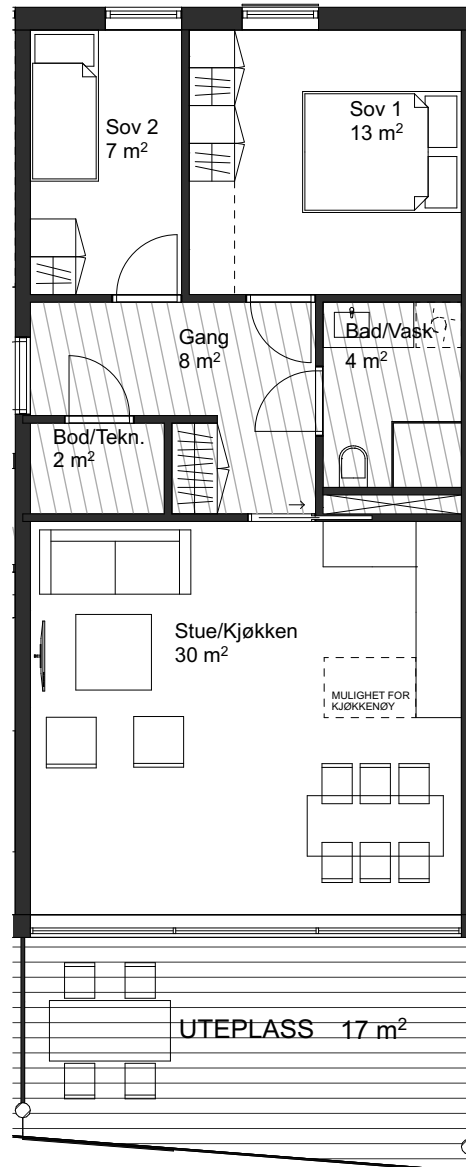 Sov 2
7 m²
Sov 1
13 m²
Gang
8 m²
Bad/Vask
4 m²
Bod/Tekn.
2 m²
Stue/Kjøkken
30 m²
MULIGHET FOR
KJØKKENØY
UTEPLASS 17 m²